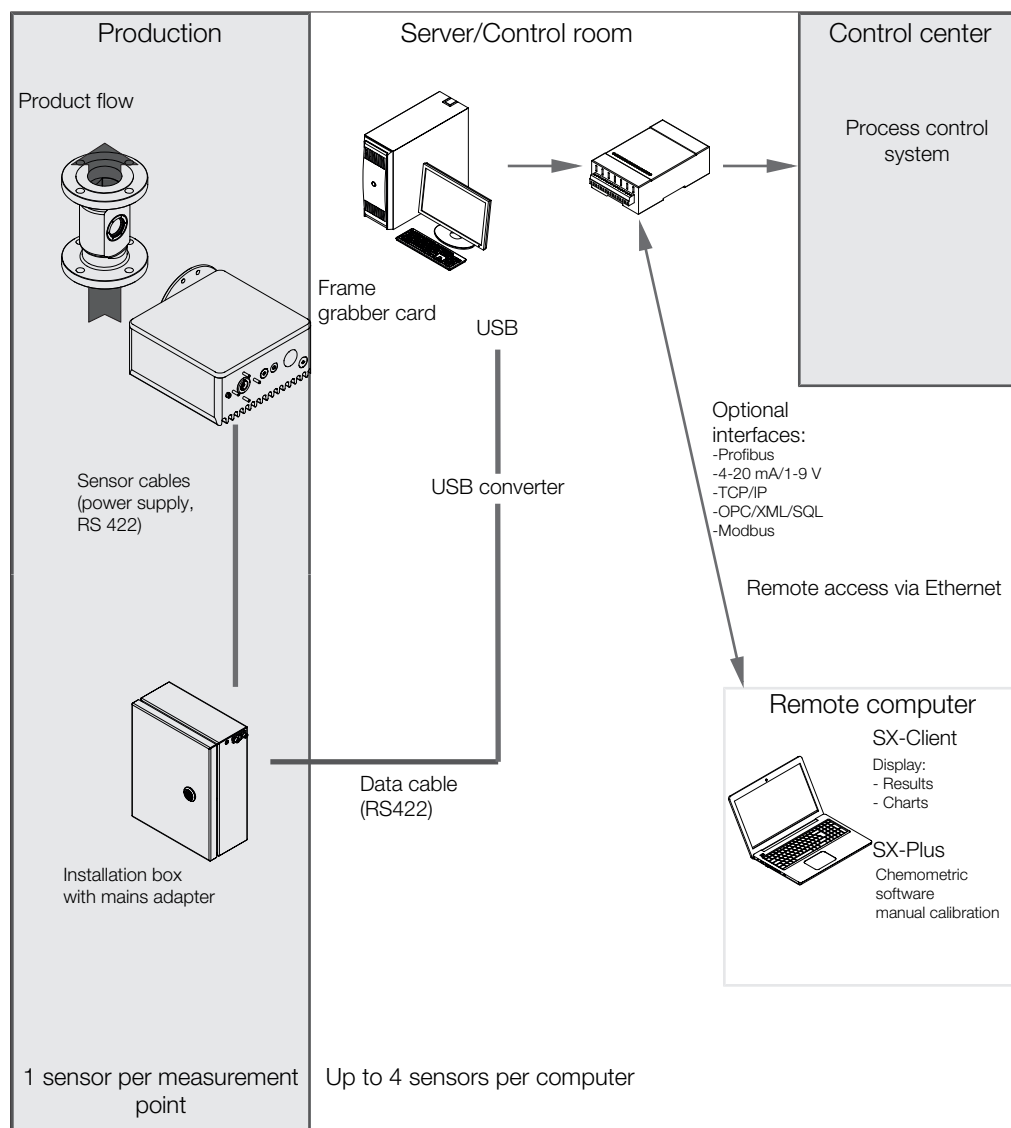 Production
Server/Control room
Control center
Product flow
Process control
system
Frame
grabber card
USB
Optional
interfaces:
-Profibus
-4-20 mA/1-9 V
-TCP/IP
-OPC/XML/SQL
-Modbus
Sensor cables
(power supply,
RS 422)
USB converter
Remote access via Ethernet
Remote computer
SX-Client
Display:
- Results
- Charts
SX-Plus
Chemometric
software
manual calibration
Data cable
(RS422)
Installation box
with mains adapter
1 sensor per measurement
point
Up to 4 sensors per computer